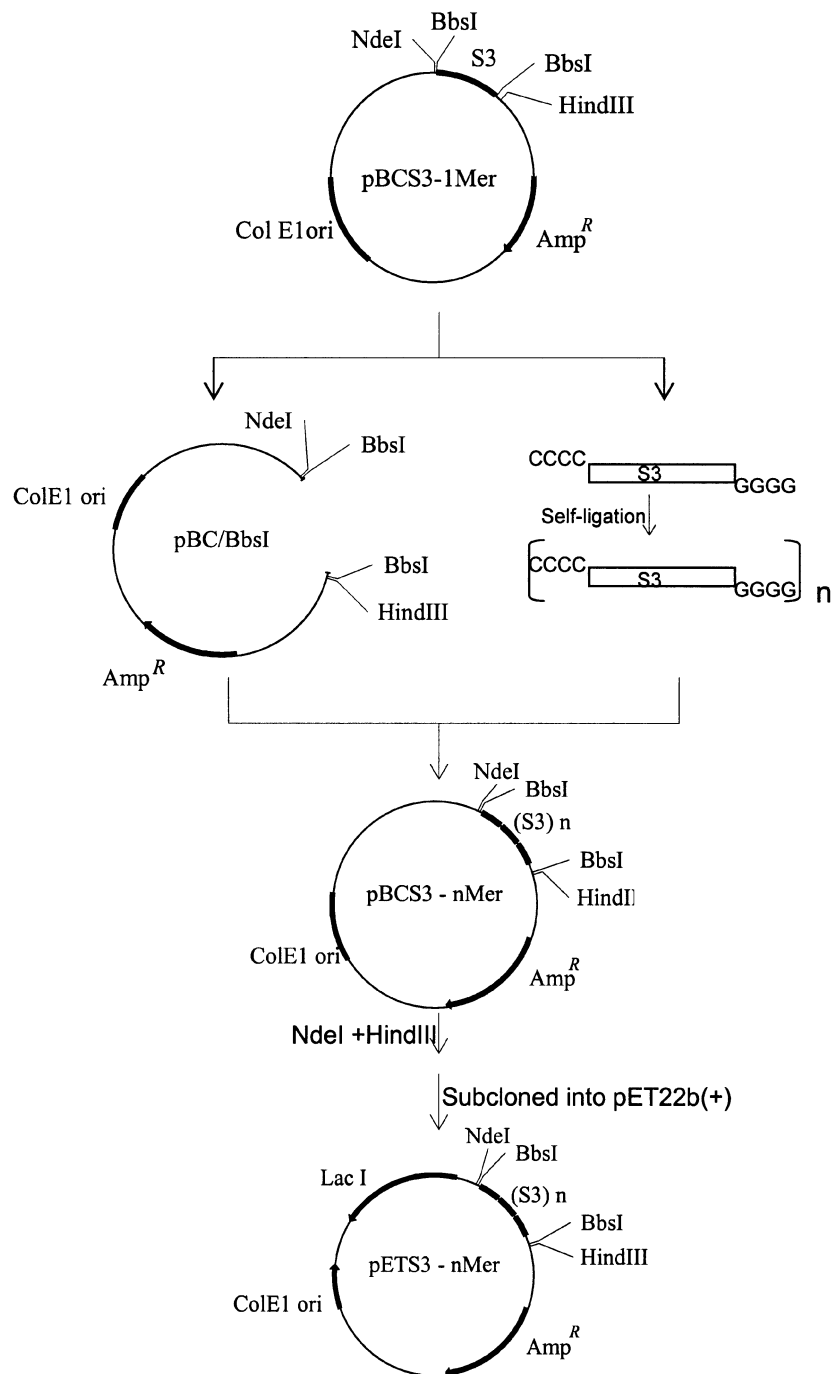 NdeI
BbsI
S3
BbsI
HindIII
pBCS3-1Mer
Col E1ori
Amp R
NdeI
BbsI
ColE1 ori
pBC/BbsI
BbsI
HindIII
Amp R
CCCC
S3
GGGG
Self-ligation
CCCC
S3
GGGG
n
NdeI
BbsI
(S3) n
BbsI
HindII
pBCS3 - nMer
ColE1 ori
Amp R
NdeI +HindIII
Subcloned into pET22b(+)
NdeI
BbsI
Lac I
(S3) n
BbsI
HindIII
pETS3 - nMer
ColE1 ori
Amp R